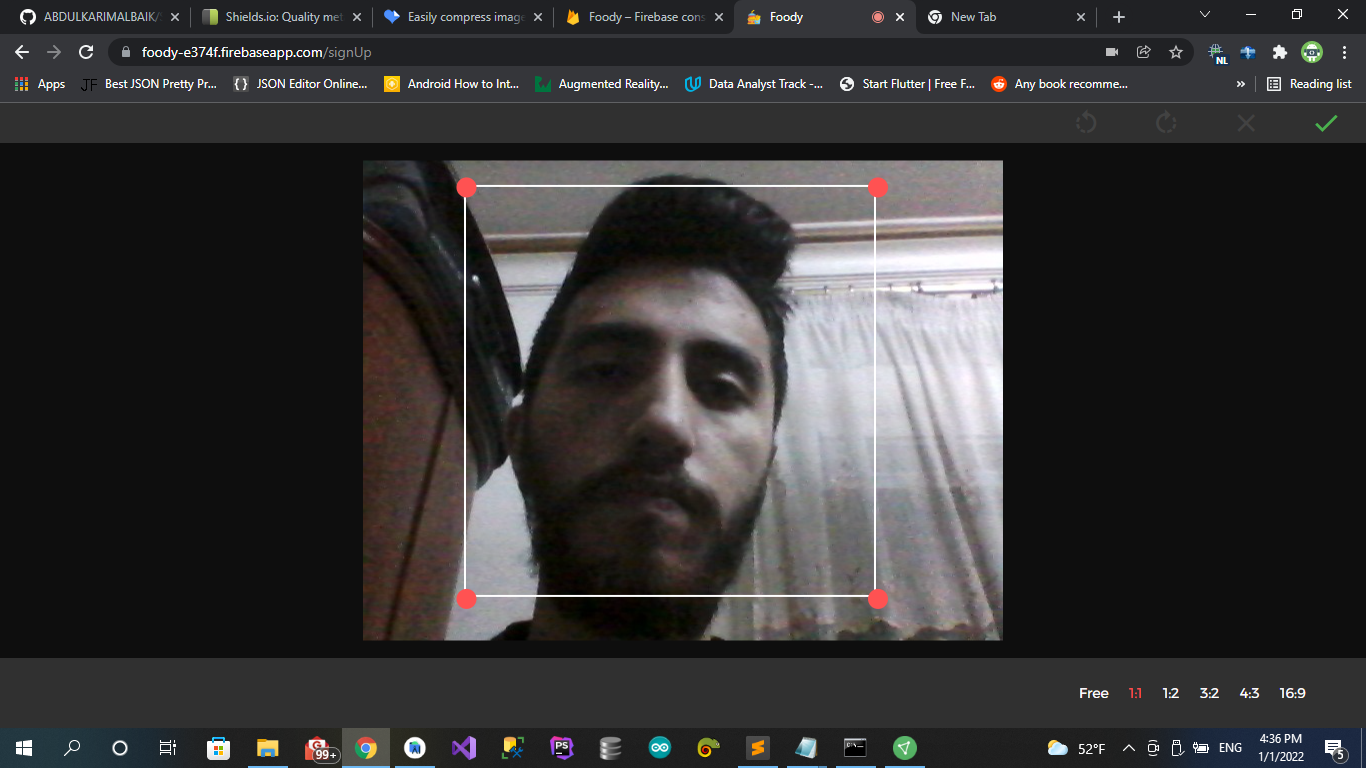 ABDULKARIMALBAIK/
Shields.io: Quality met
Easily compress image
Foody – Firebase cons
Foody
New Tab
foody-e374f.firebaseapp.com/signUp
NL
Apps
JF Best JSON Pretty Pr...
JSON Editor Online...
Android How to Int...
Augmented Reality...
Data Analyst Track -...
Start Flutter | Free F...
Any book recomme...
»
Reading list
Free 1:1 1:2 3:2 4:3 16:9
99+
PS
52°F
ENG
4:36 PM
1/1/2022
5